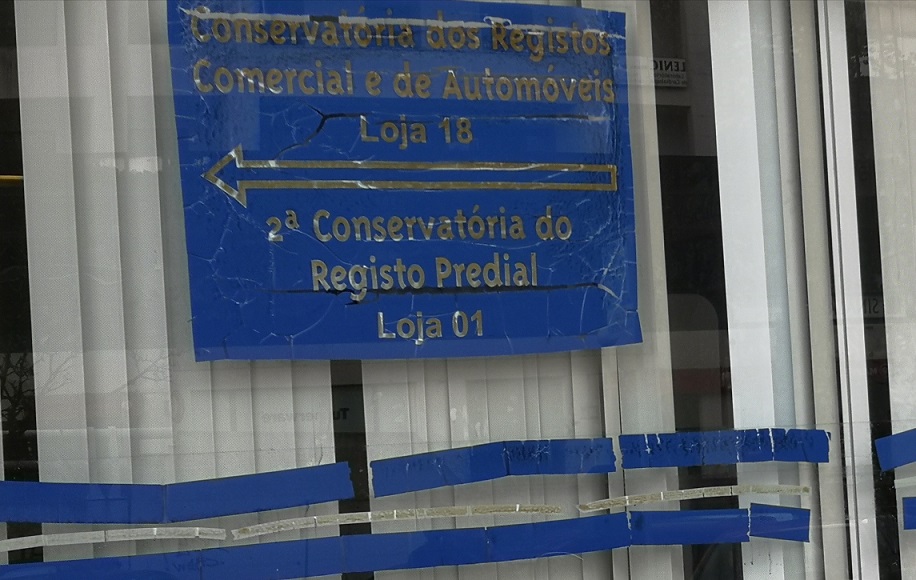 Conservatória dos Registos
Comercial e de Automóveis
Loja 18
2ª Conservatória do
Registo Predial
Loja 01